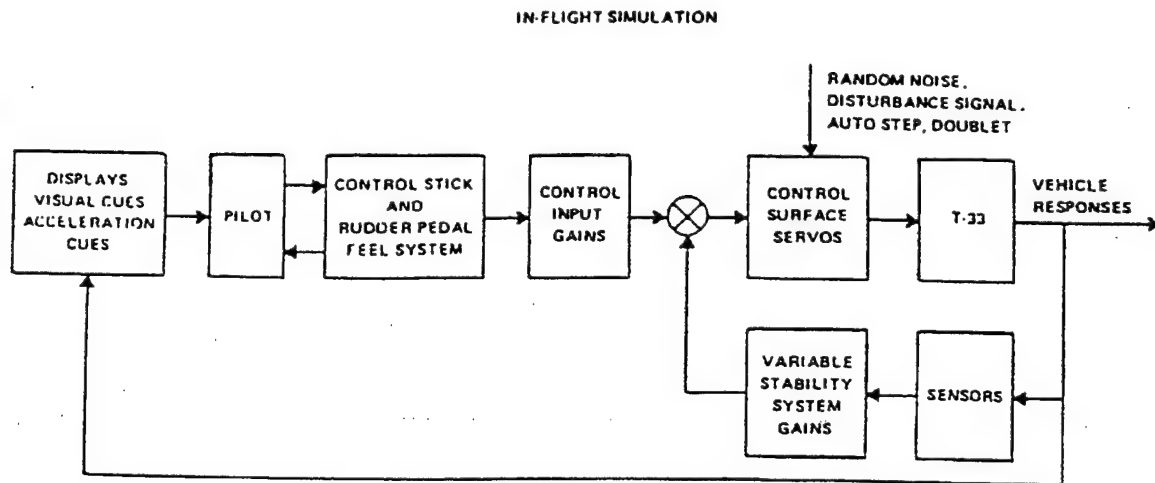 IN-FLIGHT SIMULATION
RANDOM NOISE,
DISTURBANCE SIGNAL,
AUTO STEP, DOUBLET
DISPLAYS
VISUAL CUES
ACCELERATION
CUES
PILOT
CONTROL STICK
AND
RUDDER PEDAL
FEEL SYSTEM
CONTROL
INPUT
GAINS
CONTROL
SURFACE
SERVOS
T-33
VEHICLE
RESPONSES
VARIABLE
STABILITY
SYSTEM
GAINS
SENSORS